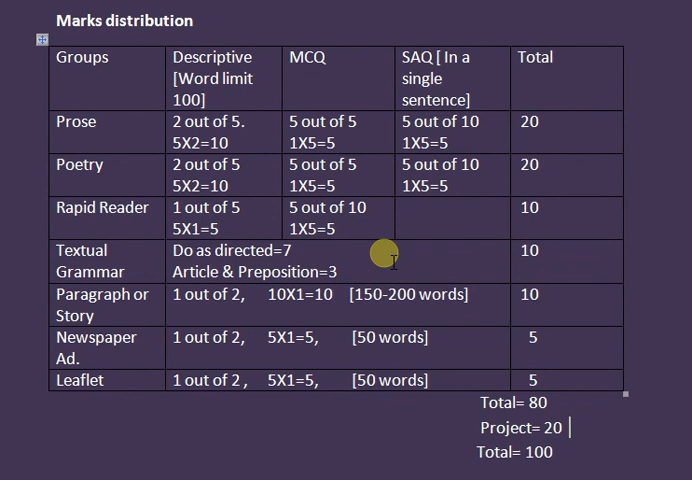 Marks distribution
Groups
Descriptive
[Word limit
100]
MCQ
SAQ [ In a
single
sentence]
Total
Prose
2 out of 5.
5X2=10
5 out of 5
1X5=5
5 out of 10
1X5=5
20
Poetry
2 out of 5
5X2=10
5 out of 5
1X5=5
5 out of 10
1X5=5
20
Rapid Reader
1 out of 5
5X1=5
5 out of 10
1X5=5
10
Textual
Grammar
Do as directed=7
Article & Preposition=3
10
Paragraph or
Story
1 out of 2, 10X1=10 [150-200 words]
10
Newspaper
Ad.
1 out of 2, 5X1=5, [50 words]
5
Leaflet
1 out of 2 , 5X1=5, [50 words]
5
Total= 80
Project= 20
Total= 100